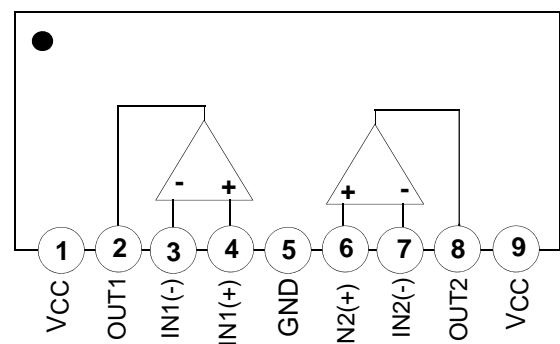 - + + -
1 2 3 4 5 6 7 8 9
VCC OUT1 IN1(-) IN1(+) GND N2(+) IN2(-) OUT2 VCC